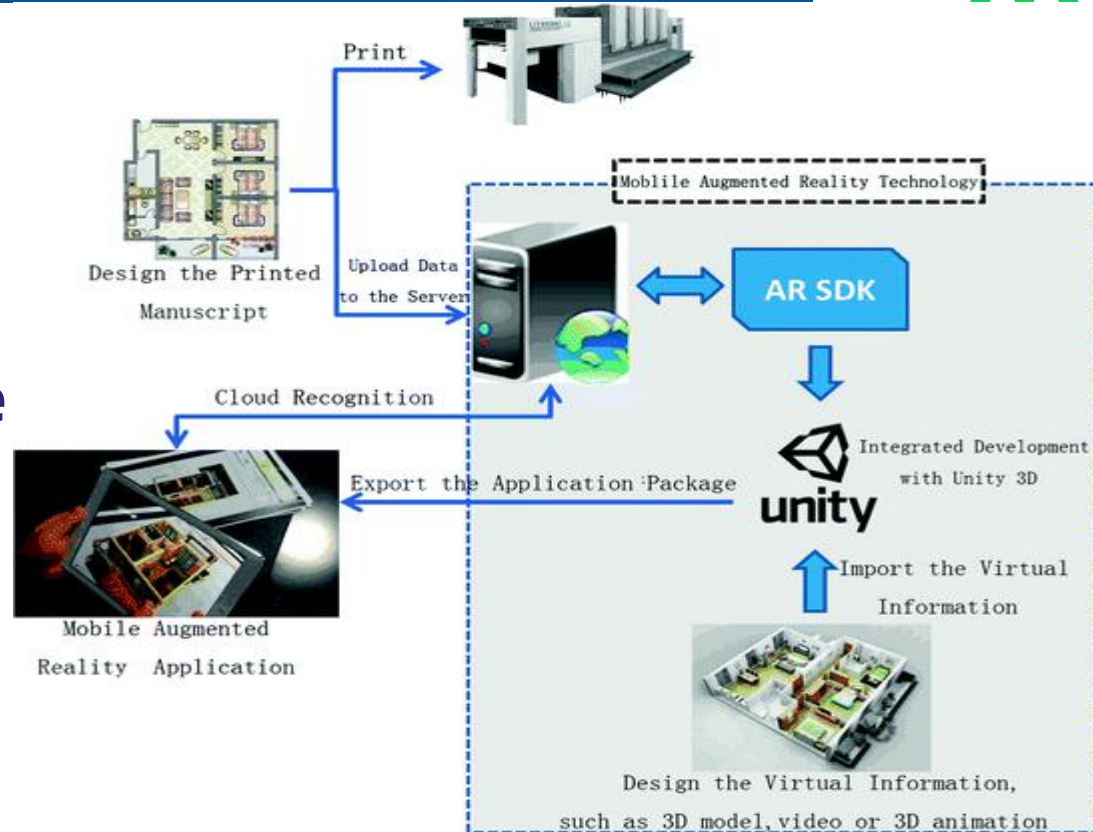 Print
Moblile Augmented Reality Technology
Design the Printed
Manuscript
Upload Data
to the Server
AR SDK
Cloud Recognition
Integrated Development
with Unity 3D
unity
Export the Application Package
Import the Virtual
Information
Mobile Augmented
Reality Application
Design the Virtual Information,
such as 3D model, video or 3D animation